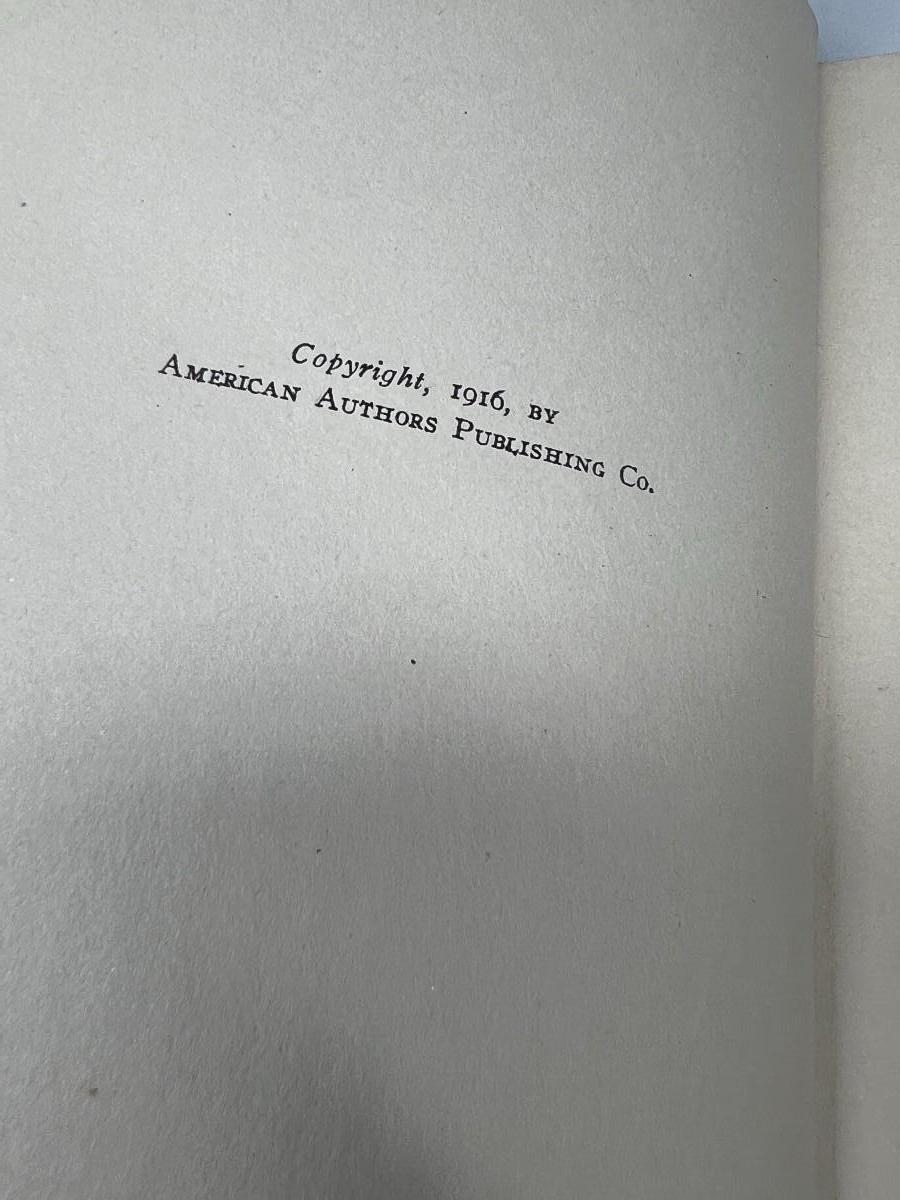 Copyright, 1916, BY
AMERICAN AUTHORS PUBLISHING CO.